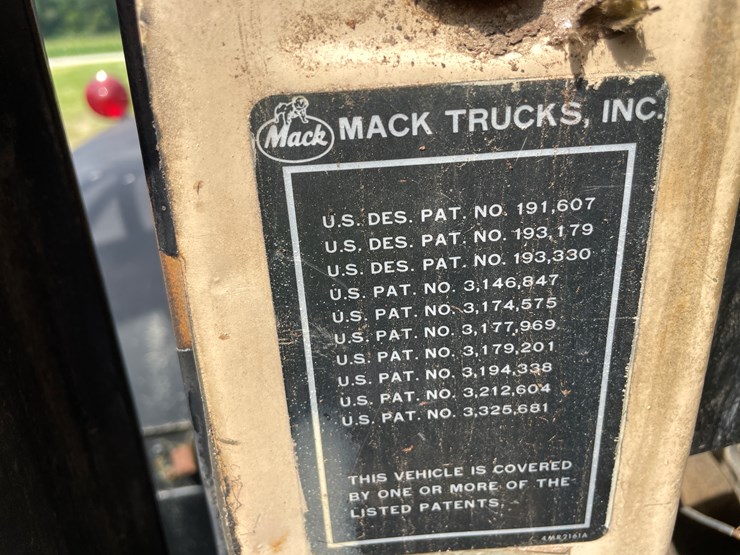 Mack MACK TRUCKS, INC.
U.S. DES. PAT. NO. 191,607
U.S. DES. PAT. NO. 193,179
U.S. DES. PAT. NO. 193,330
U.S. PAT. NO. 3,146,847
U.S. PAT. NO. 3,174,575
U.S. PAT. NO. 3,177,969
U.S. PAT. NO. 3,179,201
U.S. PAT. NO. 3,194,338
U.S. PAT. NO. 3,212,604
U.S. PAT. NO. 3,325,681
THIS VEHICLE IS COVERED
BY ONE OR MORE OF THE
LISTED PATENTS.